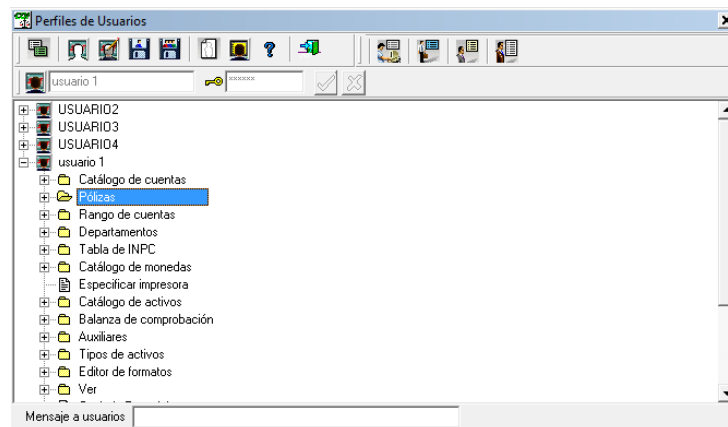 Perfiles de Usuarios
usuario 1 xxxxxx
USUARIO2
USUARIO3
USUARIO4
usuario 1
Catálogo de cuentas
Pólizas
Rango de cuentas
Departamentos
Tabla de INPC
Catálogo de monedas
Especificar impresora
Catálogo de activos
Balanza de comprobación
Auxiliares
Tipos de activos
Editor de formatos
Ver
Mensaje a usuarios